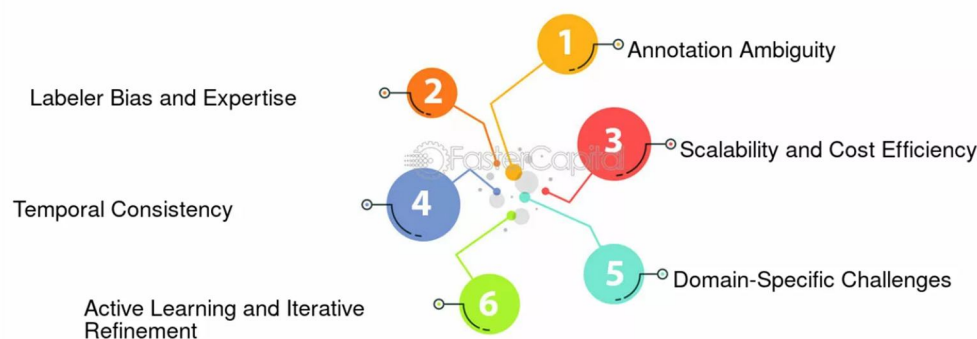 1
Annotation Ambiguity
2
Labeler Bias and Expertise
3
Scalability and Cost Efficiency
FasterCapital
4
Temporal Consistency
5
Domain-Specific Challenges
6
Active Learning and Iterative
Refinement